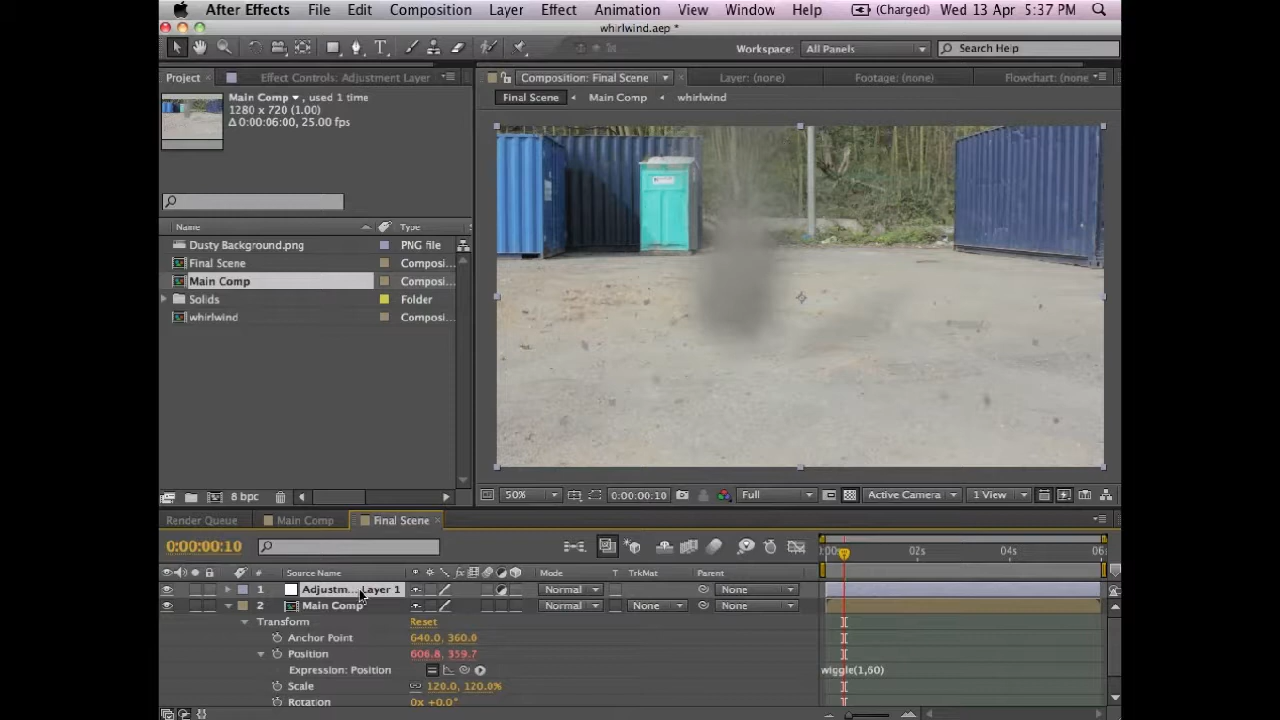 After Effects File Edit Composition Layer Effect Animation View Window Help (Charged) Wed 13 Apr 5:37 PM
whirlwind.aep *
T Workspace: All Panels Search Help
Project Effect Controls: Adjustment Layer Composition: Final Scene Layer: (none) Footage: (none) Flowchart: (none)
Main Comp , used 1 time
1280 x 720 (1.00)
Δ 0:00:06:00, 25.00 fps
Final Scene Main Comp whirlwind
Name Type
Dusty Background.png PNG file
Final Scene Composi...
Main Comp Composi...
Solids Folder
whirlwind Composi...
8 bpc 50% 0:00:00:10 Full Active Camera 1 View
Render Queue Main Comp Final Scene
0:00:00:10 :00s 02s 04s 06s
# Source Name fx Mode T TrkMat Parent
1 Adjustm... Layer 1 Normal None
2 Main Comp Normal None None
Transform Reset
Anchor Point 640.0, 360.0
Position 606.8, 359.7
Expression: Position wiggle(1,60)
Scale 120.0, 120.0%
Rotation 0x +0.0°